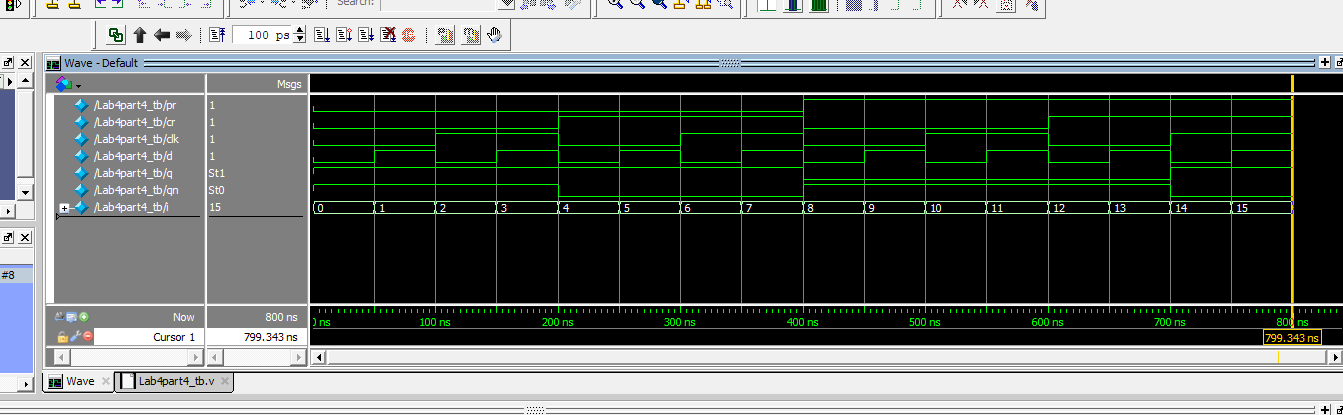 Search:
100 ps
Wave - Default
Msgs
/Lab4part4_tb/pr 1
/Lab4part4_tb/cr 1
/Lab4part4_tb/clk 1
/Lab4part4_tb/d 1
/Lab4part4_tb/q St1
/Lab4part4_tb/qn St0
/Lab4part4_tb/i 15 0 1 2 3 4 5 6 7 8 9 10 11 12 13 14 15
#8
Now 800 ns ns 100 ns 200 ns 300 ns 400 ns 500 ns 600 ns 700 ns 800 ns
Cursor 1 799.343 ns 799.343 ns
Wave Lab4part4_tb.v